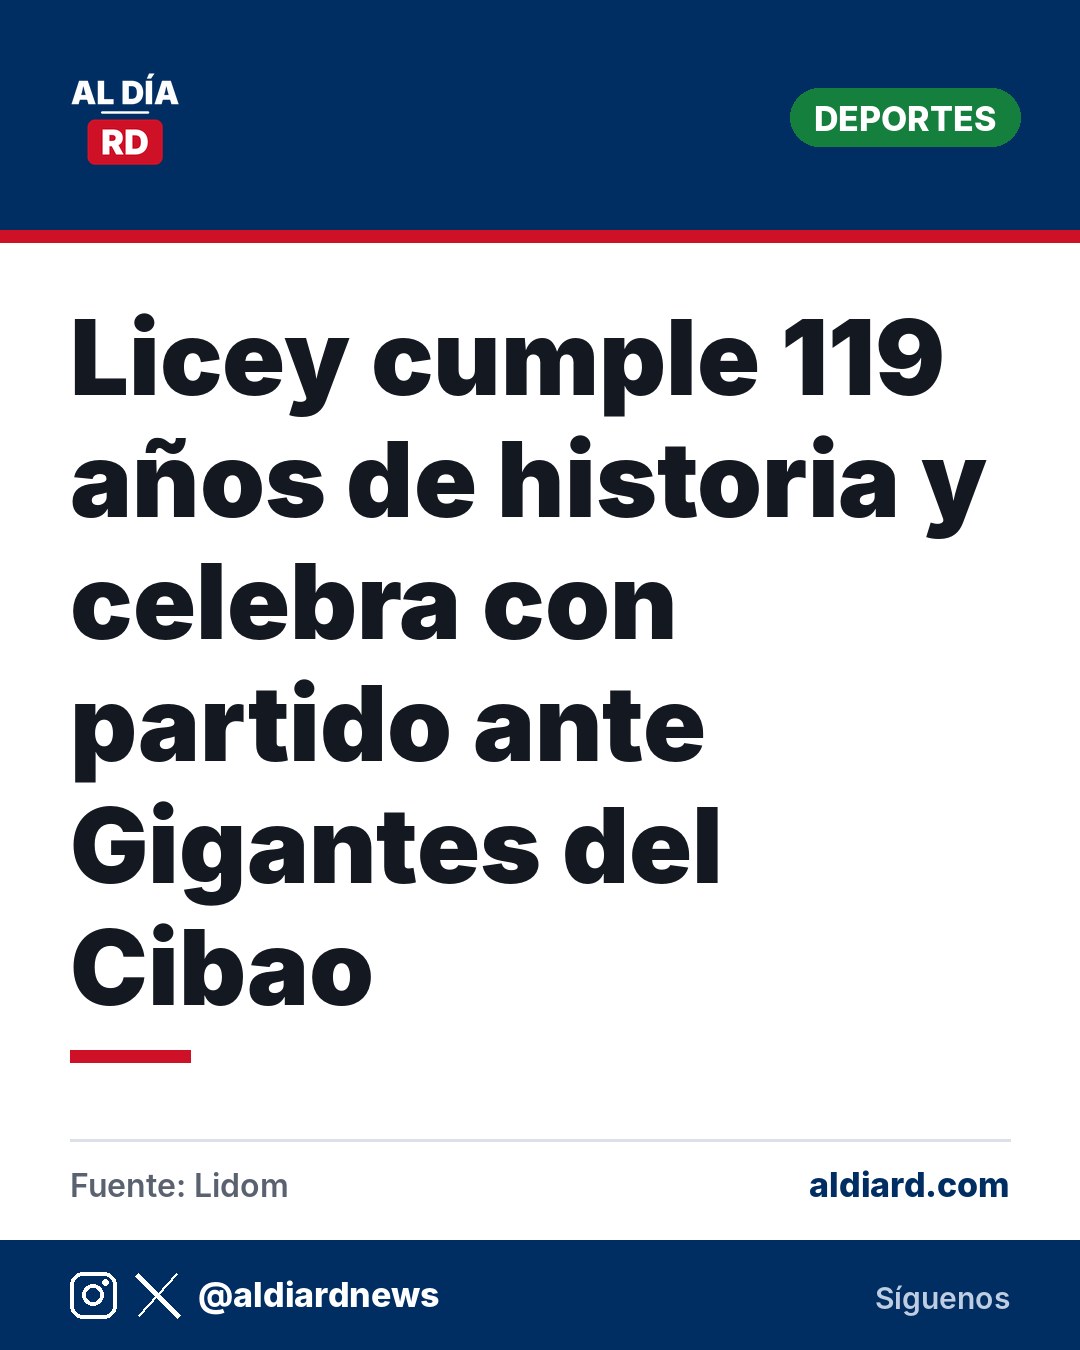 AL DÍA
RD
DEPORTES
Licey cumple 119
años de historia y
celebra con
partido ante
Gigantes del
Cibao
Fuente: Lidom
aldiard.com
@aldiardnews
Síguenos